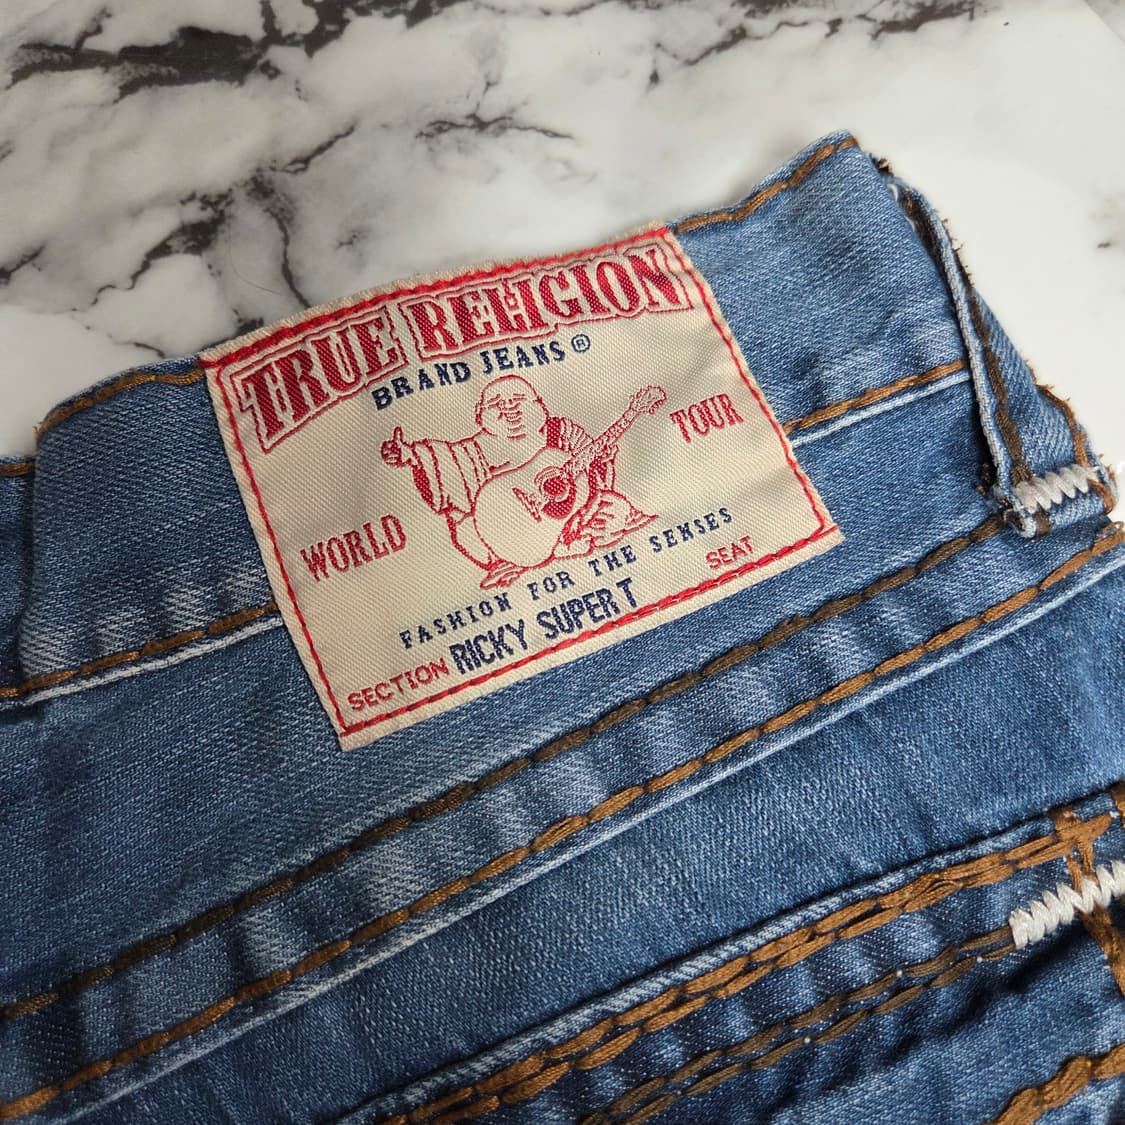 TRUE RELIGION
BRAND JEANS®
WORLD TOUR
FASHION FOR THE SENSES
SECTION RICKY SUPER T SEAT